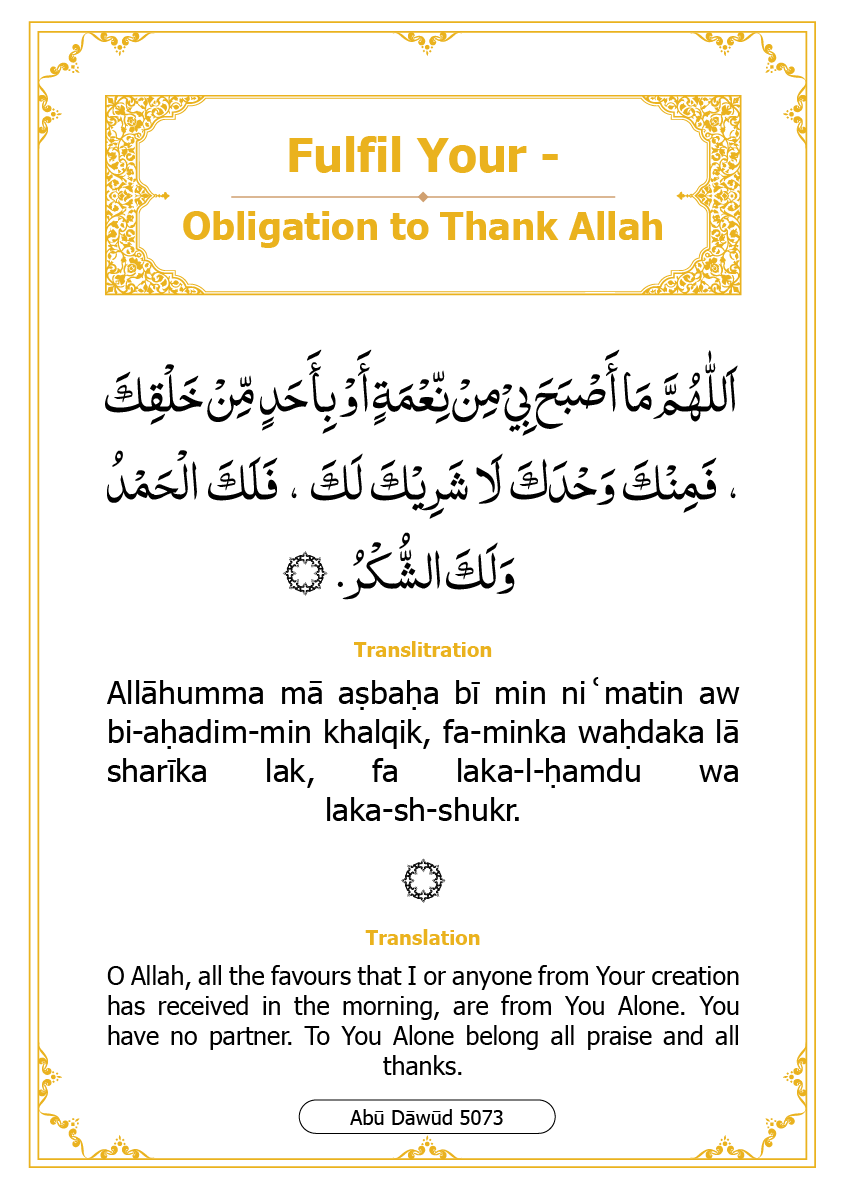 Fulfil Your -
Obligation to Thank Allah
اَللّٰهُمَّ مَا أَصْبَحَ بِيْ مِنْ نِّعْمَةٍ أَوْ بِأَحَدٍ مِّنْ خَلْقِكَ
، فَمِنْكَ وَحْدَكَ لَا شَرِيْكَ لَكَ ، فَلَكَ الْحَمْدُ
وَلَكَ الشُّكْرُ.
Translitration
Allāhumma mā aṣbaḥa bī min niʿmatin aw
bi-aḥadim-min khalqik, fa-minka waḥdaka lā
sharīka lak, fa laka-l-ḥamdu wa
laka-sh-shukr.
Translation
O Allah, all the favours that I or anyone from Your creation
has received in the morning, are from You Alone. You
have no partner. To You Alone belong all praise and all
thanks.
Abū Dāwūd 5073